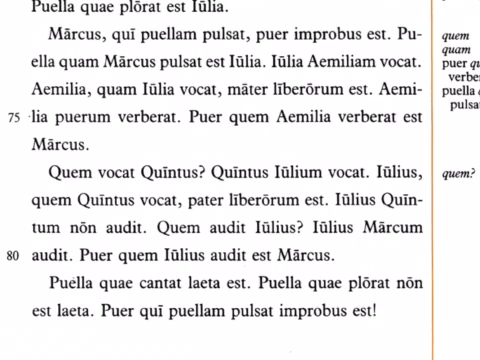 Puella quae plōrat est Iūlia.
Mārcus, quī puellam pulsat, puer improbus est. Pu-
ella quam Mārcus pulsat est Iūlia. Iūlia Aemiliam vocat.
Aemilia, quam Iūlia vocat, māter līberōrum est. Aemi-
75 lia puerum verberat. Puer quem Aemilia verberat est
Mārcus.
Quem vocat Quīntus? Quīntus Iūlium vocat. Iūlius,
quem Quīntus vocat, pater līberōrum est. Iūlius Quīn-
tum nōn audit. Quem audit Iūlius? Iūlius Mārcum
80 audit. Puer quem Iūlius audit est Mārcus.
Puella quae cantat laeta est. Puella quae plōrat nōn
est laeta. Puer quī puellam pulsat improbus est!
quem
quam
puer
puella
quem?